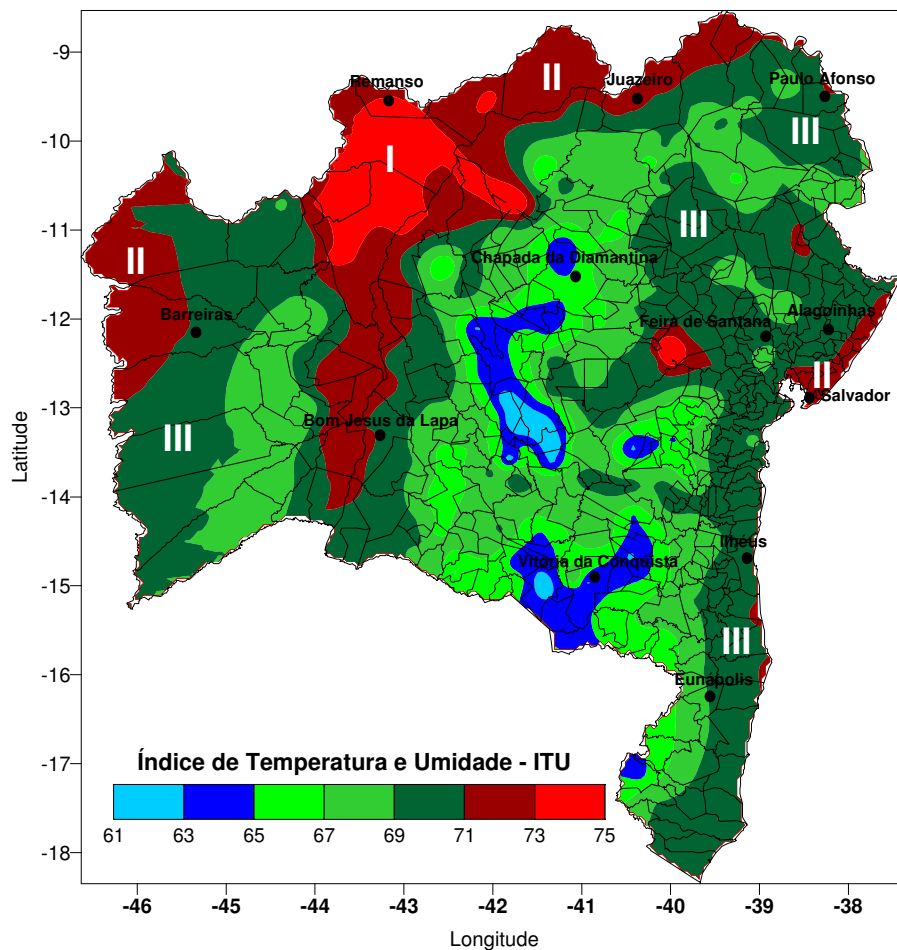 -9
-10
-11
-12
-13
-14
-15
-16
-17
-18
Latitude
II
Remanso
Juazeiro
Paulo Afonso
III
I
III
II
Chapada da Diamantina
Barreiras
Feira de Santana
Alagoinhas
II
Salvador
Bom Jesus da Lapa
III
Ilhéus
Vitória da Conquista
III
Eunápolis
Índice de Temperatura e Umidade - ITU
61 63 65 67 69 71 73 75
-46 -45 -44 -43 -42 -41 -40 -39 -38
Longitude